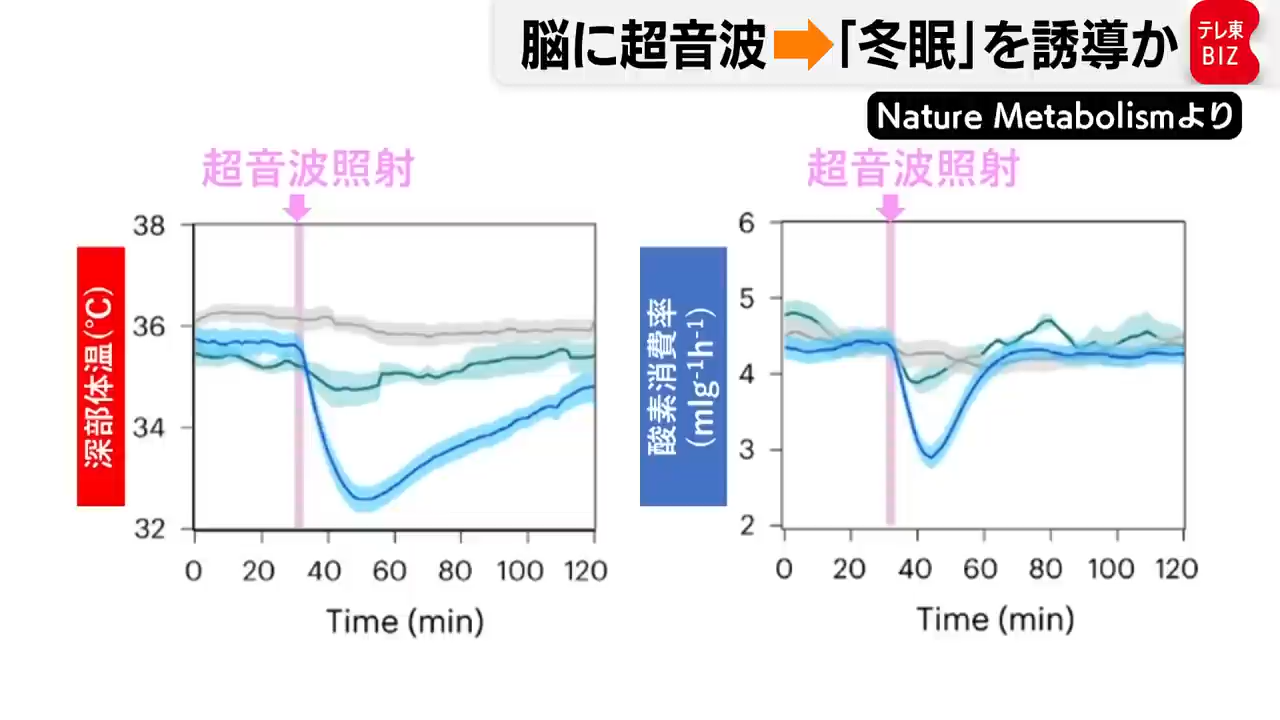 脳に超音波➡「冬眠」を誘導か
テレ東
BIZ
Nature Metabolismより
超音波照射
深部体温(℃)
38
36
34
32
0 20 40 60 80 100 120
Time (min)
超音波照射
酸素消費率
(mlg⁻¹h⁻¹)
6
5
4
3
2
0 20 40 60 80 100 120
Time (min)